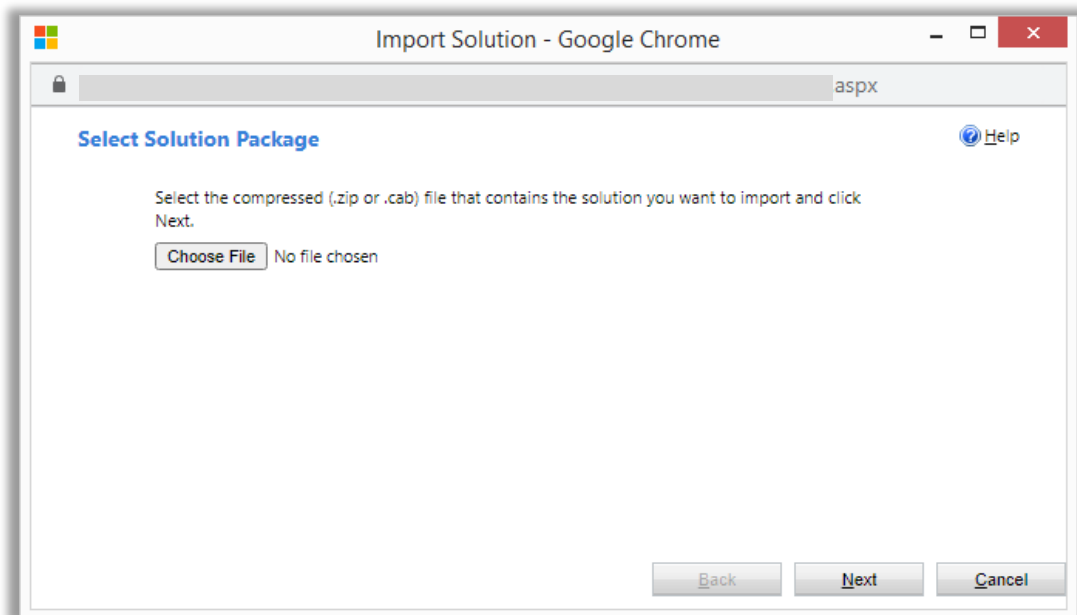 Import Solution - Google Chrome
aspx
Select Solution Package
Help
Select the compressed (.zip or .cab) file that contains the solution you want to import and click
Next.
Choose File No file chosen
Back Next Cancel